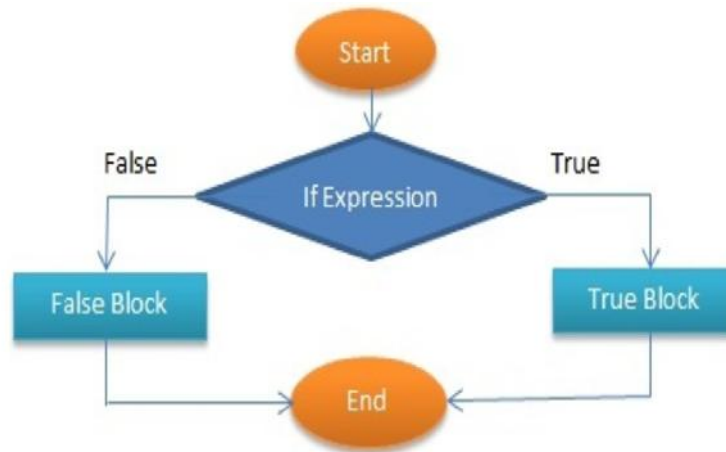 Start
False
True
If Expression
False Block
True Block
End